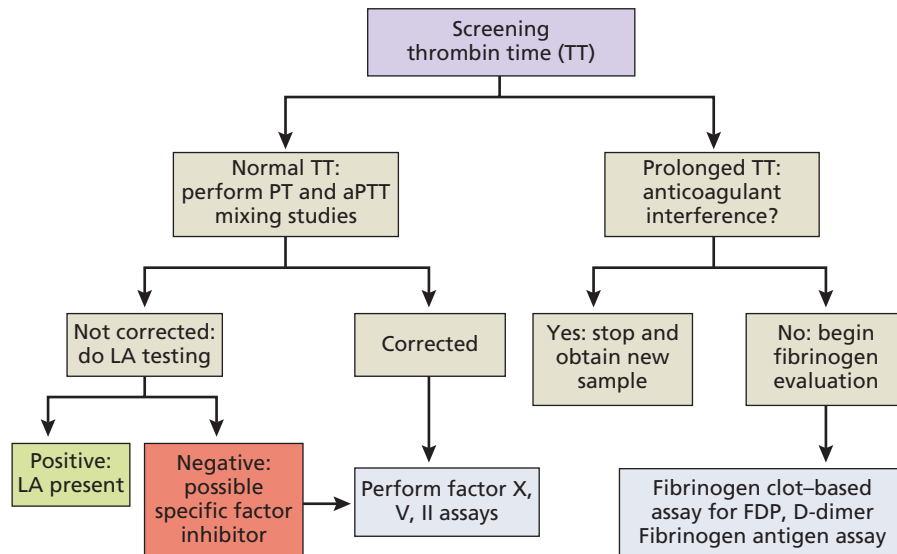 Screening
thrombin time (TT)
Normal TT:
perform PT and aPTT
mixing studies
Prolonged TT:
anticoagulant
interference?
Not corrected:
do LA testing
Corrected
Yes: stop and
obtain new
sample
No: begin
fibrinogen
evaluation
Positive:
LA present
Negative:
possible
specific factor
inhibitor
Perform factor X,
V, II assays
Fibrinogen clot–based
assay for FDP, D-dimer
Fibrinogen antigen assay